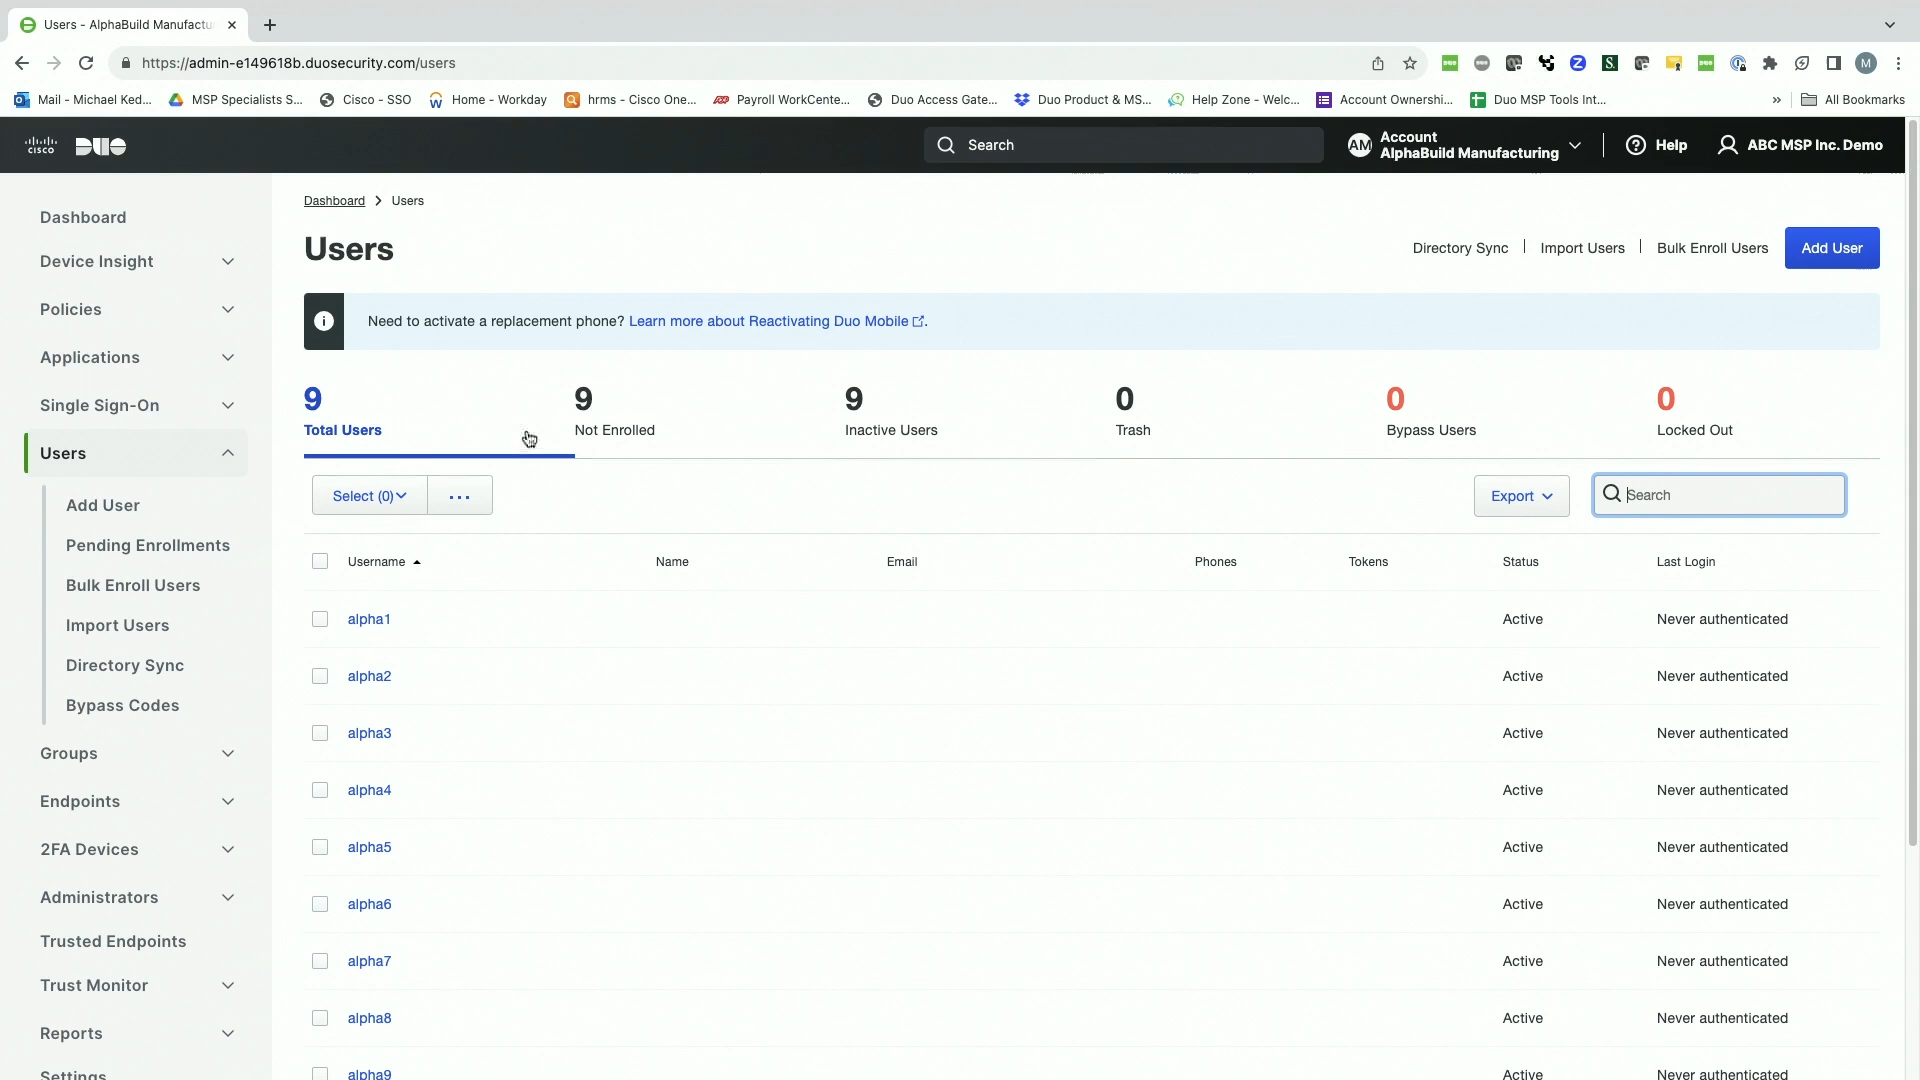 Users - AlphaBuild Manufactu
https://admin-e149618b.duosecurity.com/users
M
Mail - Michael Ked...
MSP Specialists S...
Cisco - SSO
Home - Workday
hrms - Cisco One...
Payroll WorkCente...
Duo Access Gate...
Duo Product & MS...
Help Zone - Welc...
Account Ownershi...
Duo MSP Tools Int...
»
All Bookmarks
cisco DUO
Search
AM
Account
AlphaBuild Manufacturing
Help
ABC MSP Inc. Demo
Dashboard
Device Insight
Policies
Applications
Single Sign-On
Users
Add User
Pending Enrollments
Bulk Enroll Users
Import Users
Directory Sync
Bypass Codes
Groups
Endpoints
2FA Devices
Administrators
Trusted Endpoints
Trust Monitor
Reports
Settings
Dashboard > Users
Users
Directory Sync | Import Users | Bulk Enroll Users
Add User
Need to activate a replacement phone? Learn more about Reactivating Duo Mobile.
9
Total Users
9
Not Enrolled
9
Inactive Users
0
Trash
0
Bypass Users
0
Locked Out
Select (0)
...
Export
Search
Username Name Email Phones Tokens Status Last Login
alpha1 Active Never authenticated
alpha2 Active Never authenticated
alpha3 Active Never authenticated
alpha4 Active Never authenticated
alpha5 Active Never authenticated
alpha6 Active Never authenticated
alpha7 Active Never authenticated
alpha8 Active Never authenticated
alpha9 Active Never authenticated